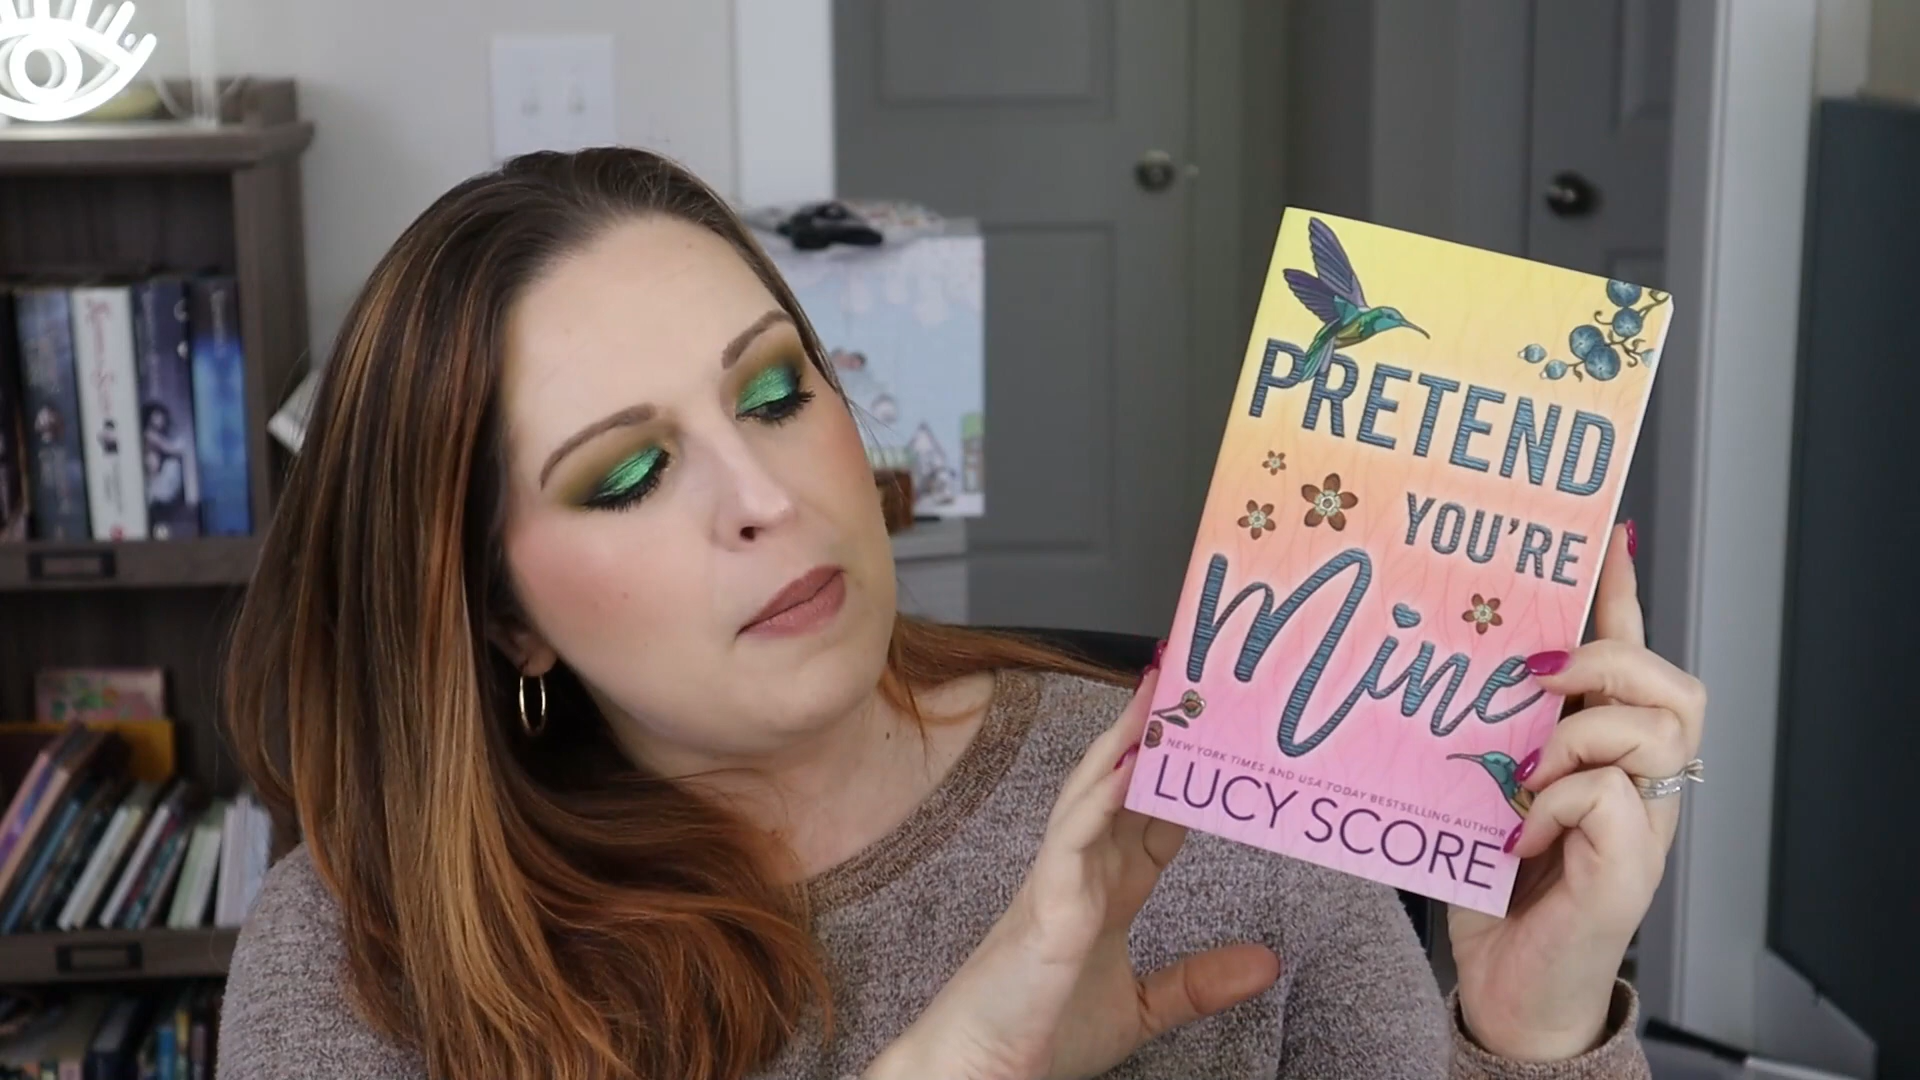 PRETEND
YOU'RE
Mine
NEW YORK TIMES AND USA TODAY BESTSELLING AUTHOR
LUCY SCORE